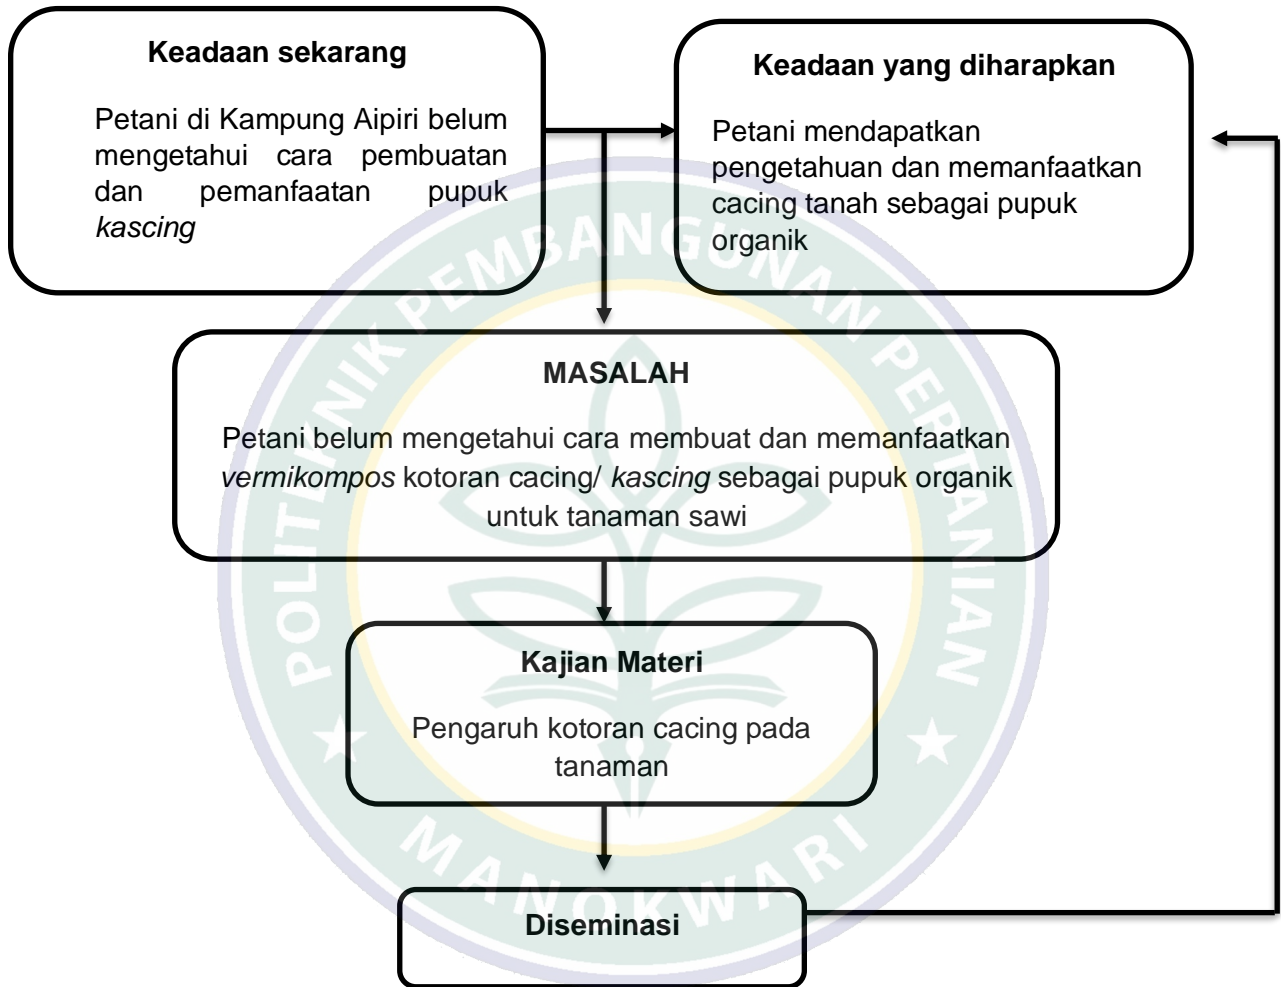 Keadaan sekarang
Petani di Kampung Aipiri belum
mengetahui cara pembuatan
dan pemanfaatan pupuk
kascing
Keadaan yang diharapkan
Petani mendapatkan
pengetahuan dan memanfaatkan
cacing tanah sebagai pupuk
organik
MASALAH
Petani belum mengetahui cara membuat dan memanfaatkan
vermikompos kotoran cacing/ kascing sebagai pupuk organik
untuk tanaman sawi
Kajian Materi
Pengaruh kotoran cacing pada
tanaman
Diseminasi
POLITEKNIK PEMBANGUNAN PERTANIAN
MANOKWARI